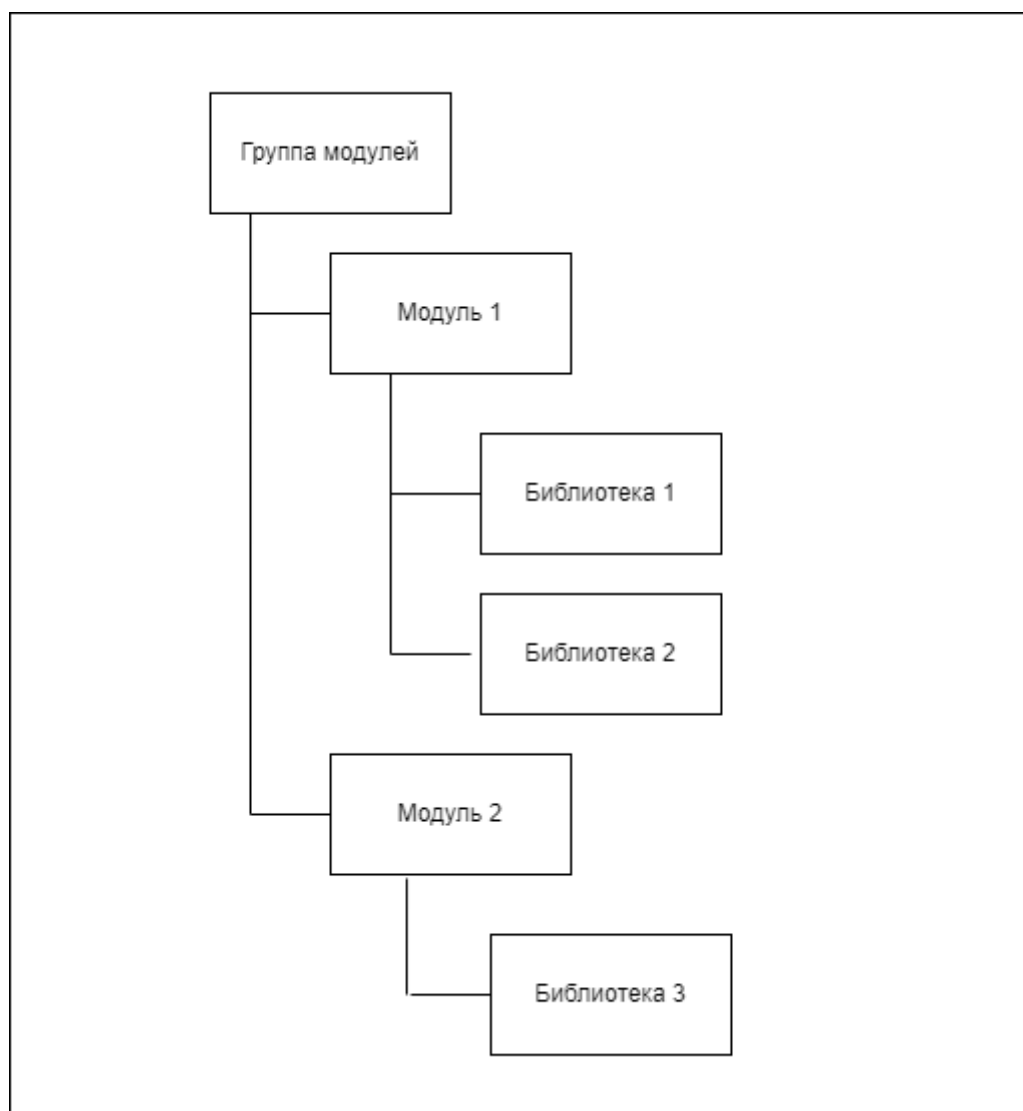 Группа модулей
Модуль 1
Библиотека 1
Библиотека 2
Модуль 2
Библиотека 3